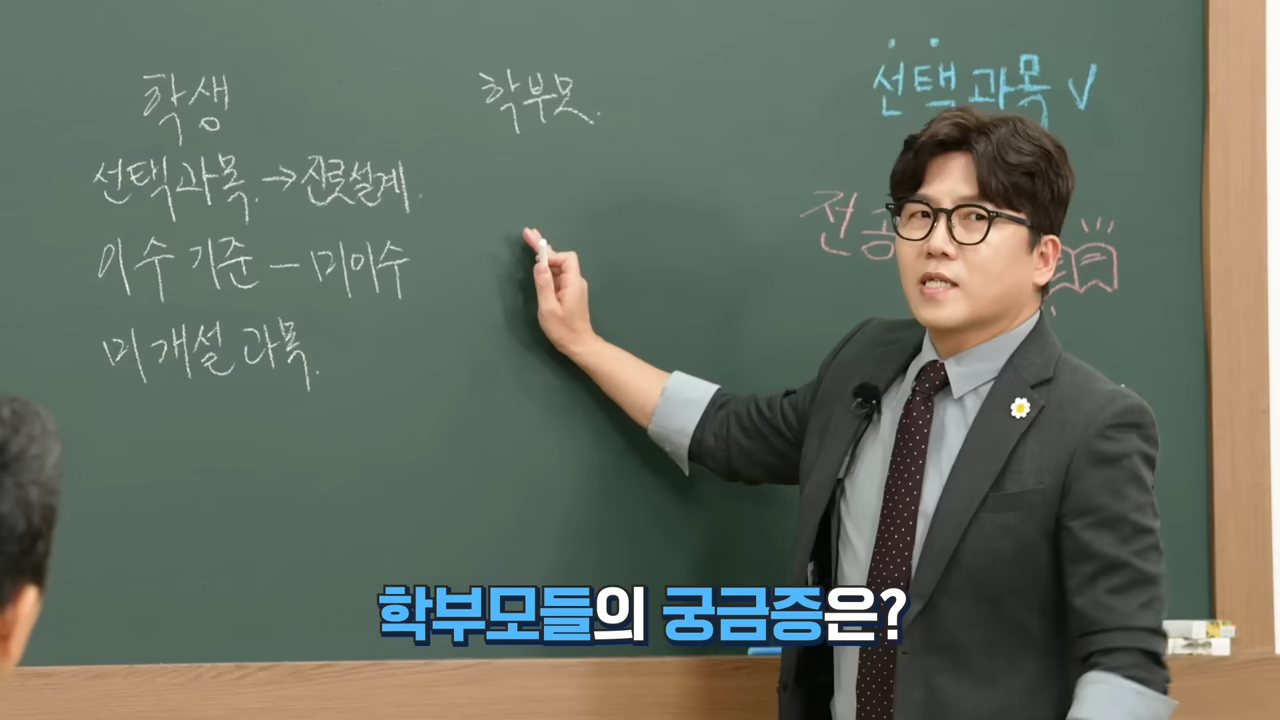 학생
선택과목. → 진로설계.
이수 기준 - 미이수
미개설 과목.
학부모.
선택과목 ✓
전공
학부모들의 궁금증은?